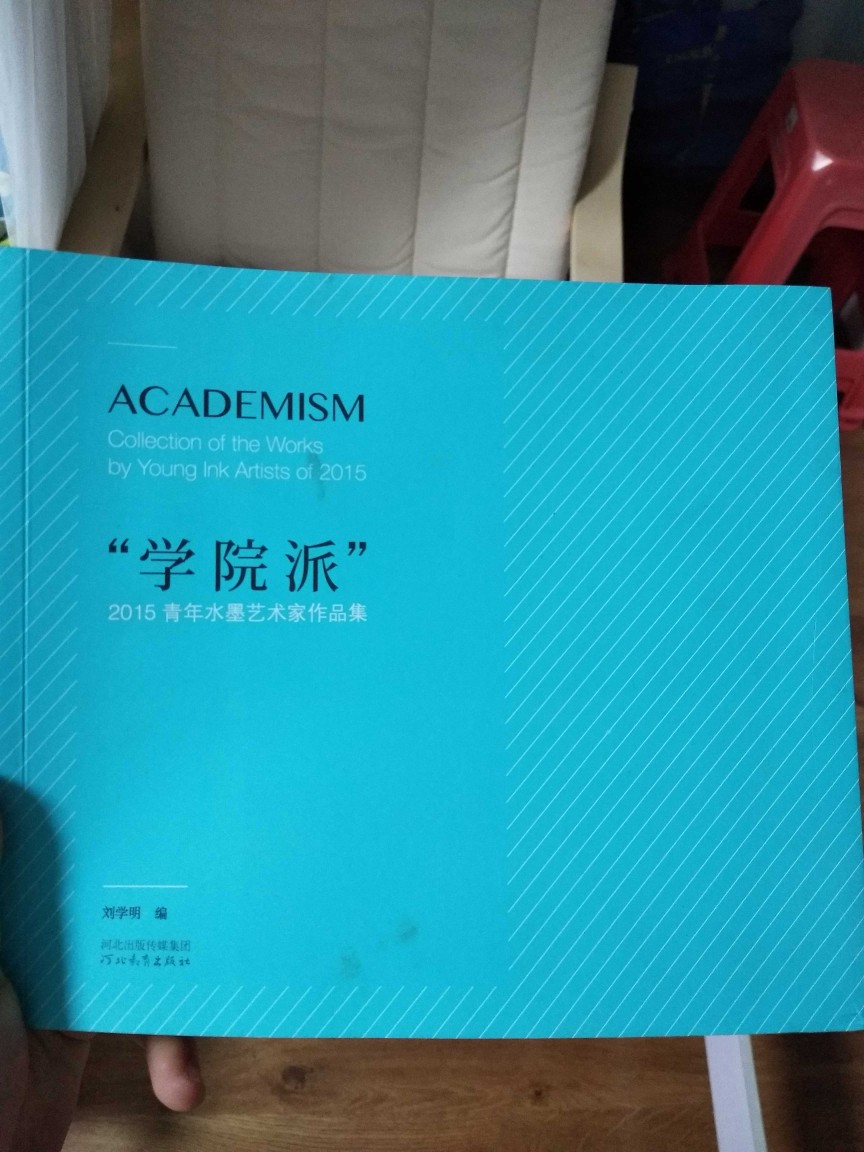 ACADEMISM
Collection of the Works
by Young Ink Artists of 2015
“学院派”
2015 青年水墨艺术家作品集
刘学明 编
河北出版传媒集团
河北教育出版社